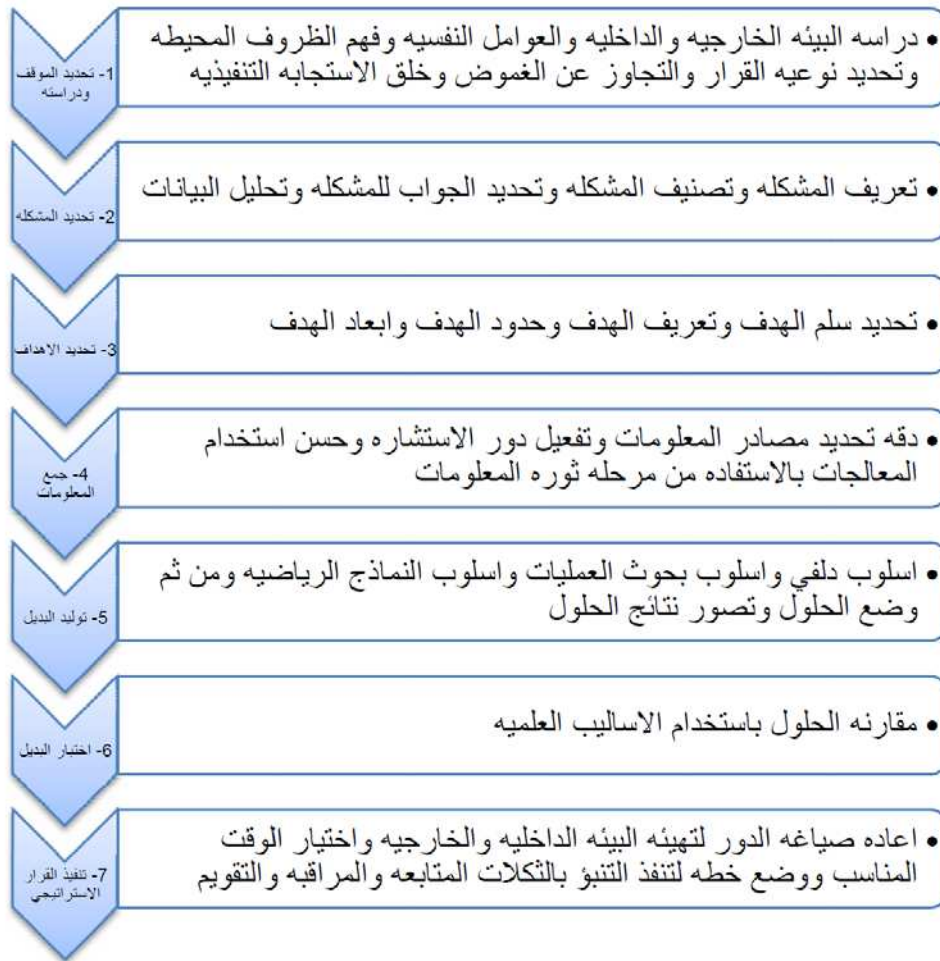 1- تحديد الموقف
ودراسته
• دراسه البيئه الخارجيه والداخليه والعوامل النفسيه وفهم الظروف المحيطه
وتحديد نوعيه القرار والتجاوز عن الغموض وخلق الاستجابه التنفيذيه
2- تحديد المشكله
• تعريف المشكله وتصنيف المشكله وتحديد الجواب للمشكله وتحليل البيانات
3- تحديد الاهداف
• تحديد سلم الهدف وتعريف الهدف وحدود الهدف وابعاد الهدف
4- جمع
المعلومات
• دقه تحديد مصادر المعلومات وتفعيل دور الاستشاره وحسن استخدام
المعالجات بالاستفاده من مرحله ثوره المعلومات
5- توليد البديل
• اسلوب دلفي واسلوب بحوث العمليات واسلوب النماذج الرياضيه ومن ثم
وضع الحلول وتصور نتائج الحلول
6- اختبار البديل
• مقارنه الحلول باستخدام الاساليب العلميه
7- تنفيذ القرار
الاستراتيجي
• اعاده صياغه الدور لتهيئه البيئه الداخليه والخارجيه واختيار الوقت
المناسب ووضع خطه لتنفذ التنبؤ بالثكلات المتابعه والمراقبه والتقويم